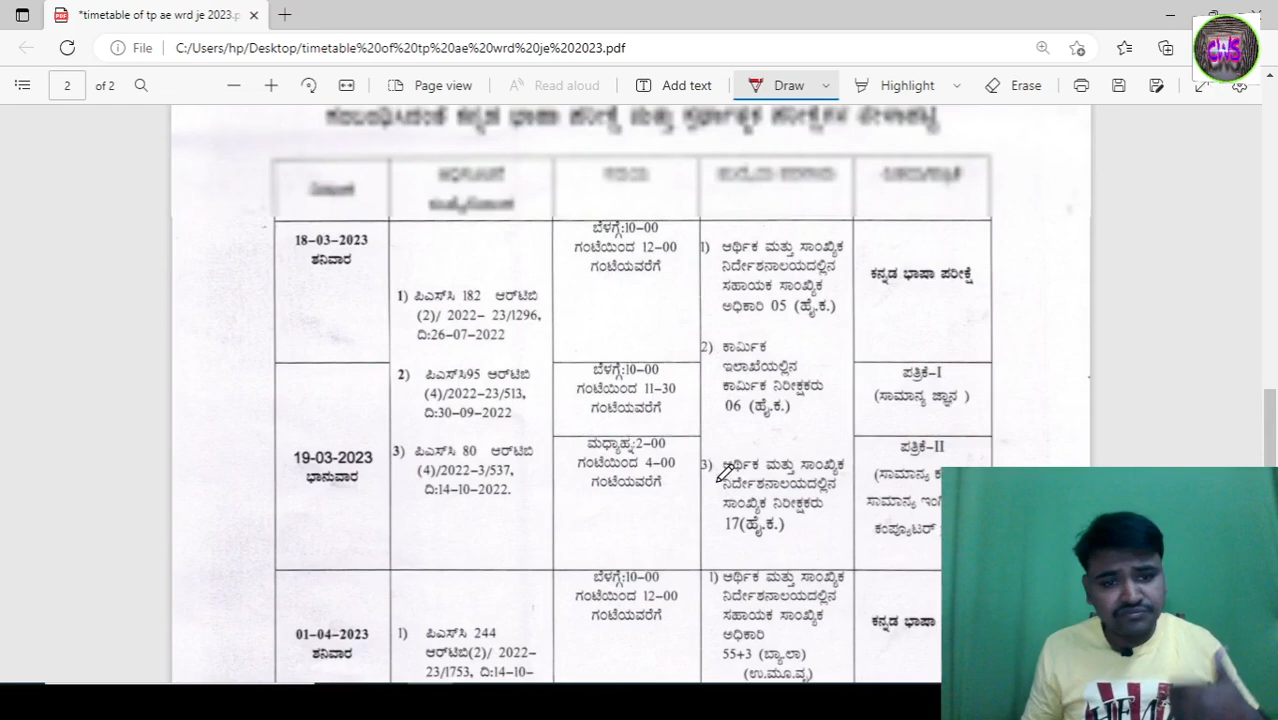 *timetable of tp ae wrd je 2023.p
File
C:/Users/hp/Desktop/timetable%20of%20tp%20ae%20wrd%20je%202023.pdf
2 of 2
Page view
Read aloud
Add text
Draw
Highlight
Erase
CWS
18-03-2023
ಶನಿವಾರ
1) ಪಿಎಸ್‌ಸಿ 182 ಆರ್‌ಟಿಬಿ
(2)/ 2022- 23/1296,
ದಿ:26-07-2022
2) ಪಿಎಸ್‌ಸಿ95 ಆರ್‌ಟಿಬಿ
(4)/2022-23/513,
ದಿ:30-09-2022
3) ಪಿಎಸ್‌ಸಿ 80 ಆರ್‌ಟಿಬಿ
(4)/2022-3/537,
ದಿ:14-10-2022.
ಬೆಳಗ್ಗೆ:10-00
ಗಂಟೆಯಿಂದ 12-00
ಗಂಟೆಯವರೆಗೆ
1) ಆರ್ಥಿಕ ಮತ್ತು ಸಾಂಖ್ಯಿಕ
ನಿರ್ದೇಶನಾಲಯದಲ್ಲಿನ
ಸಹಾಯಕ ಸಾಂಖ್ಯಿಕ
ಅಧಿಕಾರಿ 05 (ಹೈ.ಕ.)
2) ಕಾರ್ಮಿಕ
ಇಲಾಖೆಯಲ್ಲಿನ
ಕಾರ್ಮಿಕ ನಿರೀಕ್ಷಕರು
06 (ಹೈ.ಕ.)
3) ಆರ್ಥಿಕ ಮತ್ತು ಸಾಂಖ್ಯಿಕ
ನಿರ್ದೇಶನಾಲಯದಲ್ಲಿನ
ಸಾಂಖ್ಯಿಕ ನಿರೀಕ್ಷಕರು
17(ಹೈ.ಕ.)
ಕನ್ನಡ ಭಾಷಾ ಪರೀಕ್ಷೆ
19-03-2023
ಭಾನುವಾರ
ಬೆಳಗ್ಗೆ:10-00
ಗಂಟೆಯಿಂದ 11-30
ಗಂಟೆಯವರೆಗೆ
ಪತ್ರಿಕೆ-I
(ಸಾಮಾನ್ಯ ಜ್ಞಾನ )
ಮಧ್ಯಾಹ್ನ:2-00
ಗಂಟೆಯಿಂದ 4-00
ಗಂಟೆಯವರೆಗೆ
ಪತ್ರಿಕೆ-II
(ಸಾಮಾನ್ಯ
ಸಾಮಾನ್ಯ
ಕಂಪ್ಯೂಟರ್
01-04-2023
ಶನಿವಾರ
1) ಪಿಎಸ್‌ಸಿ 244
ಆರ್‌ಟಿಬಿ(2)/ 2022-
23/1753, ದಿ:14-10-
ಬೆಳಗ್ಗೆ:10-00
ಗಂಟೆಯಿಂದ 12-00
ಗಂಟೆಯವರೆಗೆ
1) ಆರ್ಥಿಕ ಮತ್ತು ಸಾಂಖ್ಯಿಕ
ನಿರ್ದೇಶನಾಲಯದಲ್ಲಿನ
ಸಹಾಯಕ ಸಾಂಖ್ಯಿಕ
ಅಧಿಕಾರಿ
55+3 (ಬ್ಯಾ.ಲಾ)
(ಉ.ಮೂ.ವೃ
ಕನ್ನಡ ಭಾಷಾ